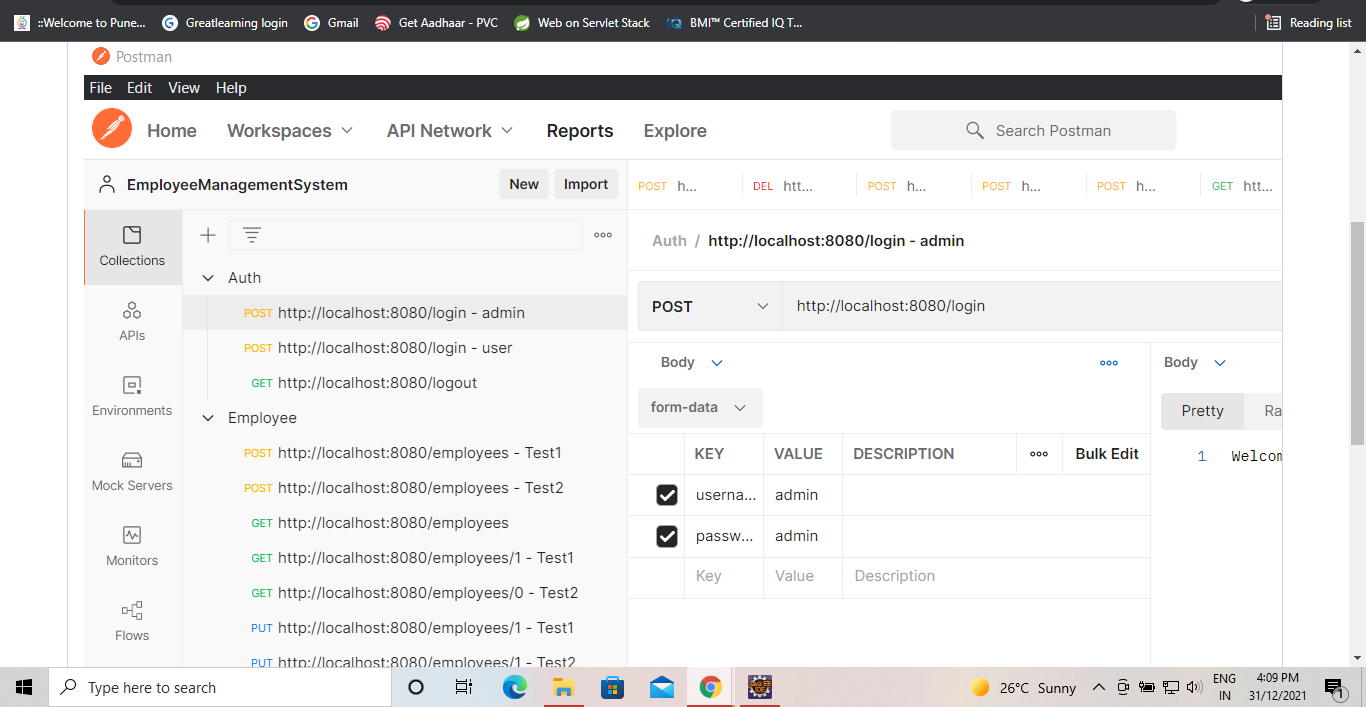 ::Welcome to Pune...
Greatlearning login
Gmail
Get Aadhaar - PVC
Web on Servlet Stack
BMI™ Certified IQ T...
Reading list
Postman
File Edit View Help
Home Workspaces API Network Reports Explore
Search Postman
EmployeeManagementSystem
New Import
POST h...
DEL htt...
POST h...
POST h...
POST h...
GET htt...
Collections
APIs
Environments
Mock Servers
Monitors
Flows
Auth
POST http://localhost:8080/login - admin
POST http://localhost:8080/login - user
GET http://localhost:8080/logout
Employee
POST http://localhost:8080/employees - Test1
POST http://localhost:8080/employees - Test2
GET http://localhost:8080/employees
GET http://localhost:8080/employees/1 - Test1
GET http://localhost:8080/employees/0 - Test2
PUT http://localhost:8080/employees/1 - Test1
PUT http://localhost:8080/employees/1 - Test2
Auth / http://localhost:8080/login - admin
POST http://localhost:8080/login
Body
form-data
KEY VALUE DESCRIPTION Bulk Edit
userna... admin
passw... admin
Key Value Description
Body
Pretty Ra
1 Welcom
Type here to search
26°C Sunny
ENG
IN
4:09 PM
31/12/2021
1